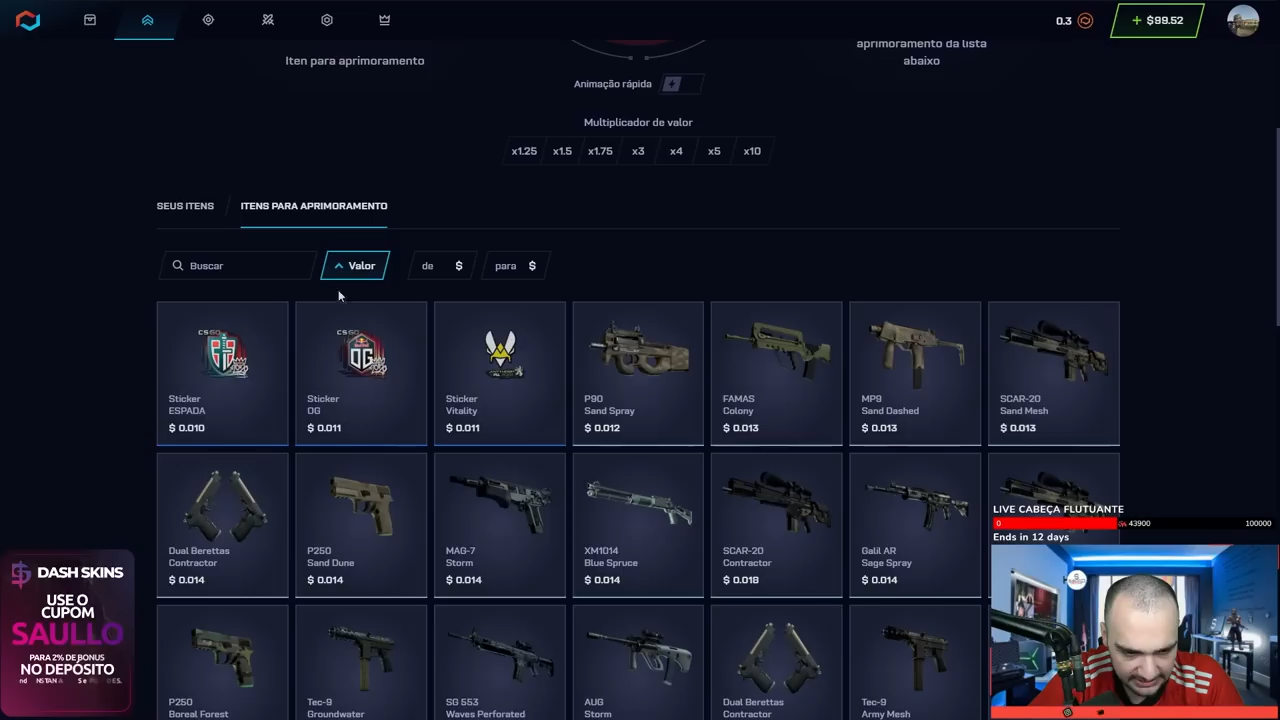 0.3
+ $99.52
Iten para aprimoramento
aprimoramento da lista
abaixo
Animação rápida
Multiplicador de valor
x1.25 x1.5 x1.75 x3 x4 x5 x10
SEUS ITENS / ITENS PARA APRIMORAMENTO
Buscar
Valor
de $
para $
CS GO
Sticker
ESPADA
$ 0.010
CS GO
OG
Sticker
OG
$ 0.011
Sticker
Vitality
$ 0.011
P90
Sand Spray
$ 0.012
FAMAS
Colony
$ 0.013
MP9
Sand Dashed
$ 0.013
SCAR-20
Sand Mesh
$ 0.013
Dual Berettas
Contractor
$ 0.014
P250
Sand Dune
$ 0.014
MAG-7
Storm
$ 0.014
XM1014
Blue Spruce
$ 0.014
SCAR-20
Contractor
$ 0.018
Galil AR
Sage Spray
$ 0.014
P250
Boreal Forest
Tec-9
Groundwater
SG 553
Waves Perforated
AUG
Storm
Dual Berettas
Contractor
Tec-9
Army Mesh
LIVE CABEÇA FLUTUANTE
0 43900 100000
Ends in 12 days
DASH SKINS
USE O
CUPOM
SAULLO
PARA 2% DE BONUS
NO DEPÓSITO